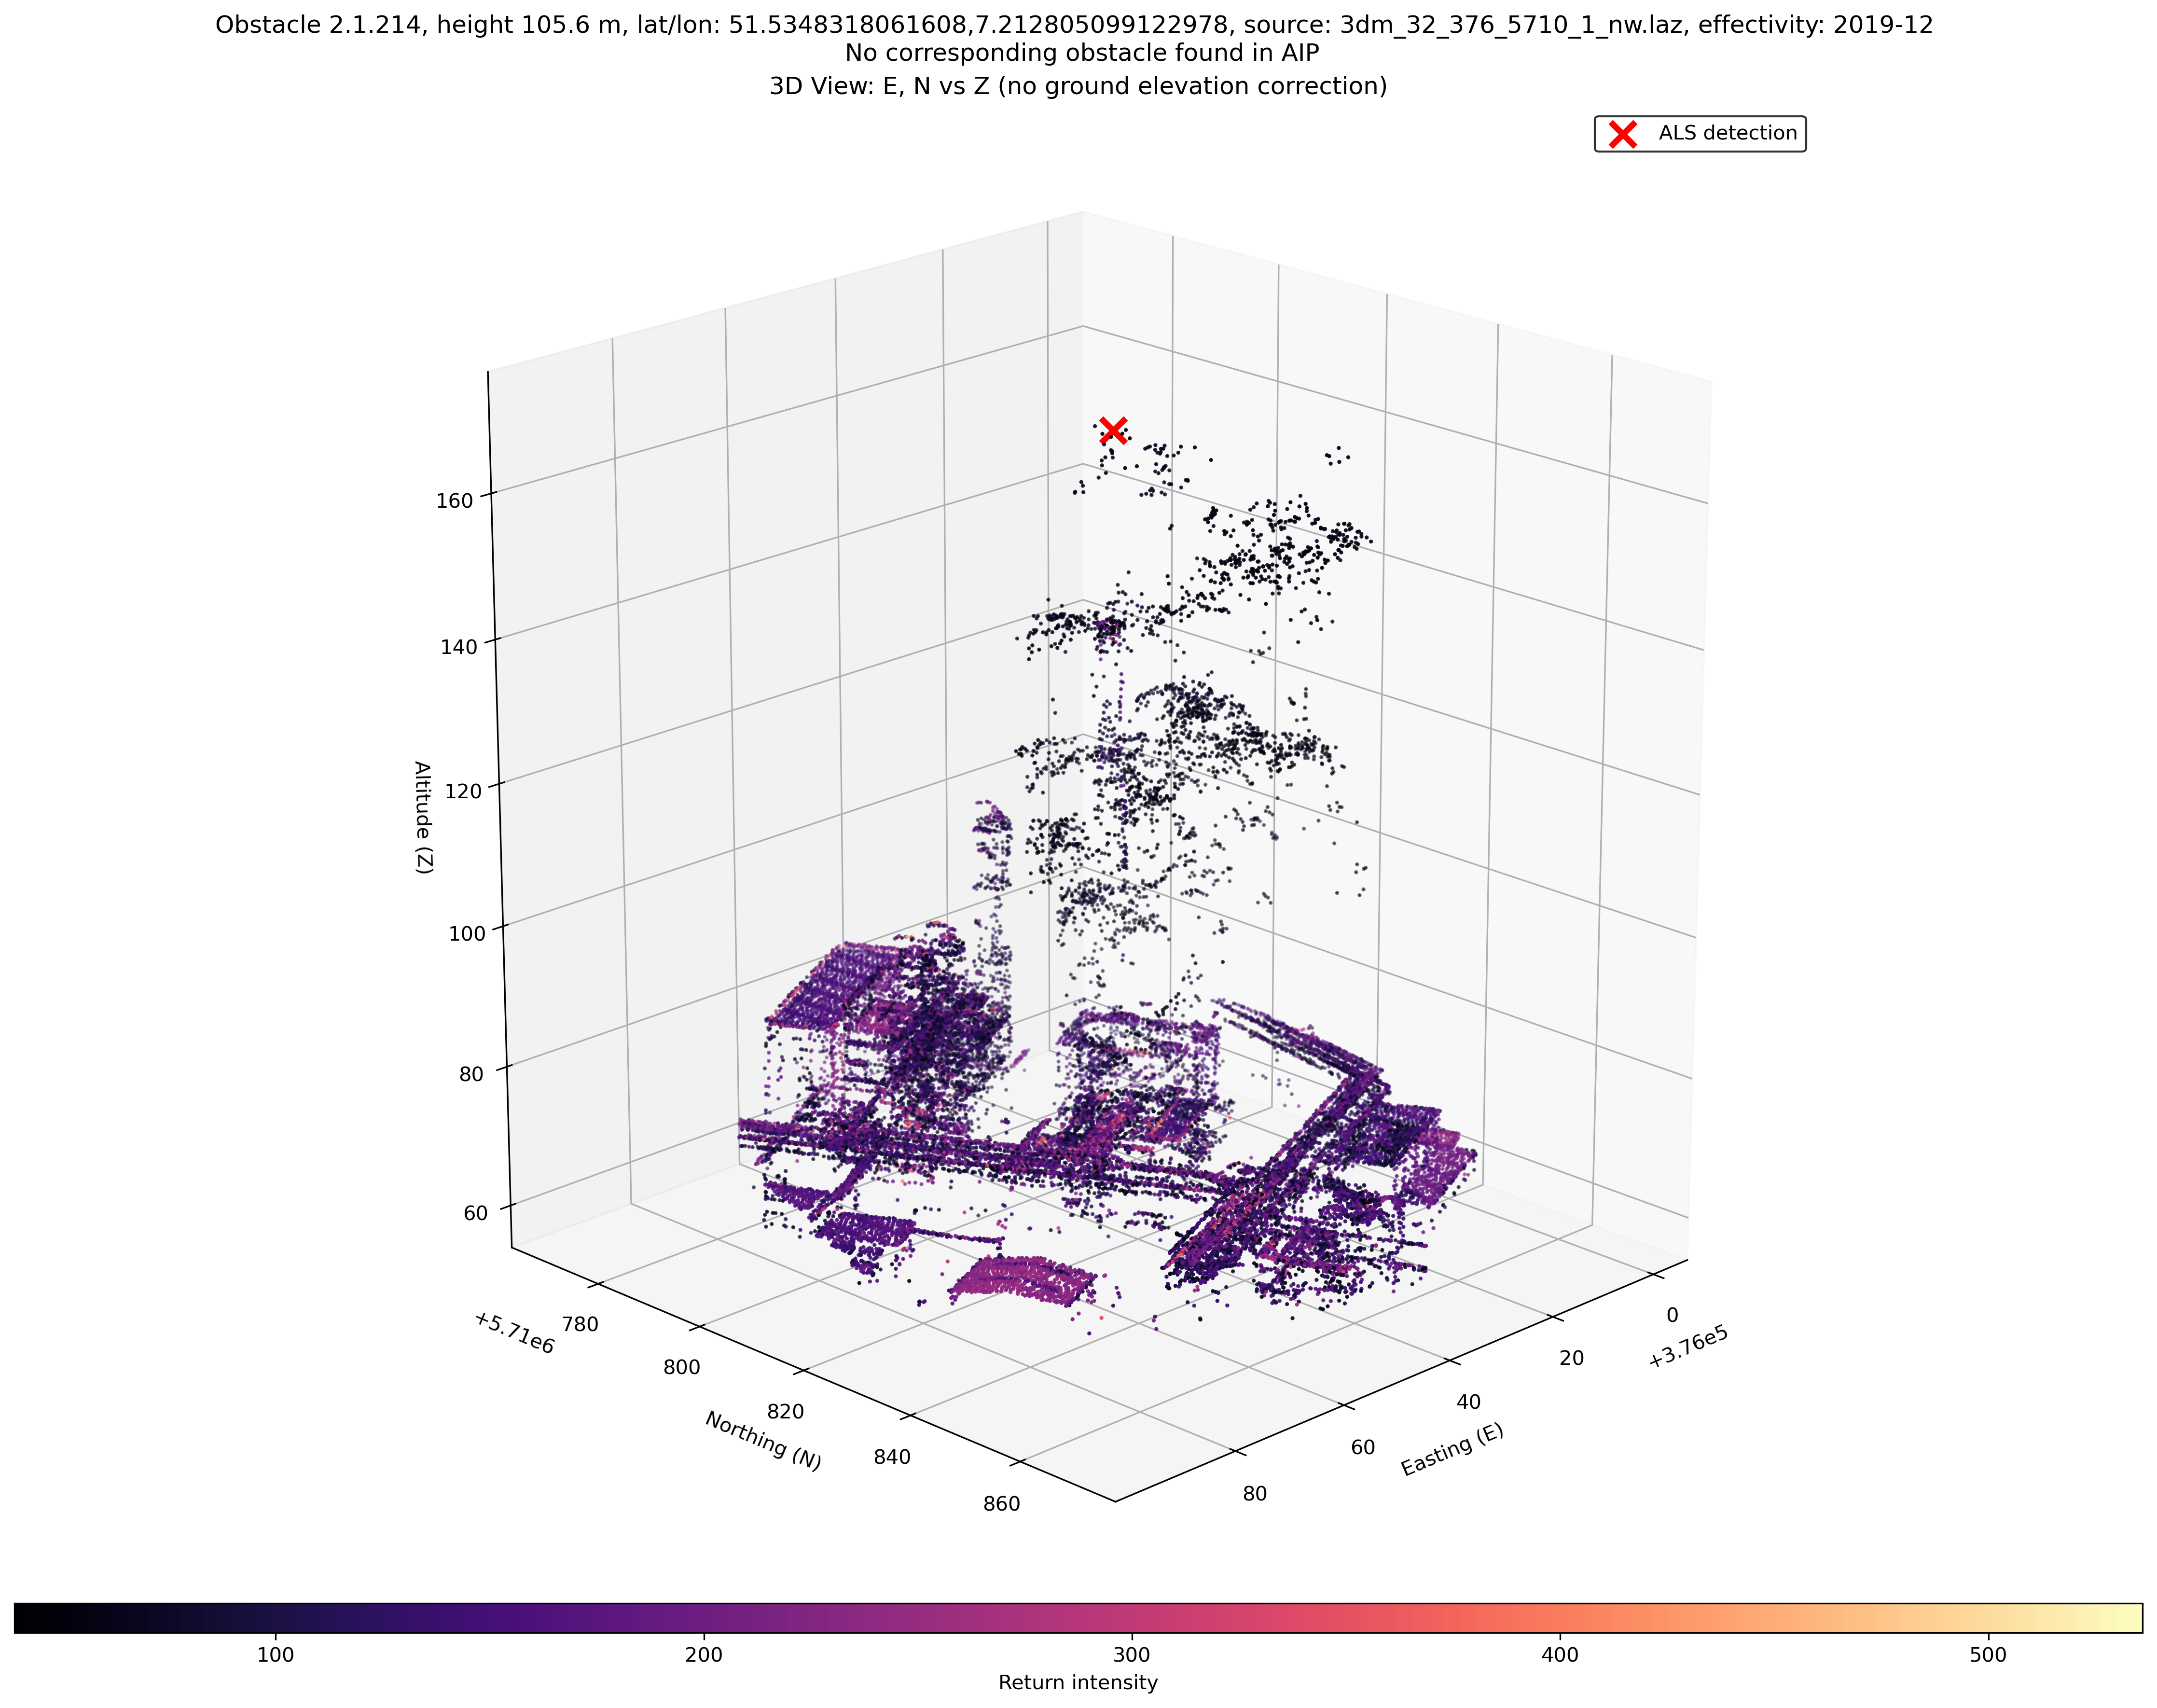 Obstacle 2.1.214, height 105.6 m, lat/lon: 51.5348318061608,7.212805099122978, source: 3dm_32_376_5710_1_nw.laz, effectivity: 2019-12
No corresponding obstacle found in AIP
3D View: E, N vs Z (no ground elevation correction)
ALS detection
160
140
120
100
80
60
Altitude (Z)
+5.71e6
780
800
820
840
860
Northing (N)
0
20
40
60
80
+3.76e5
Easting (E)
100
200
300
400
500
Return intensity